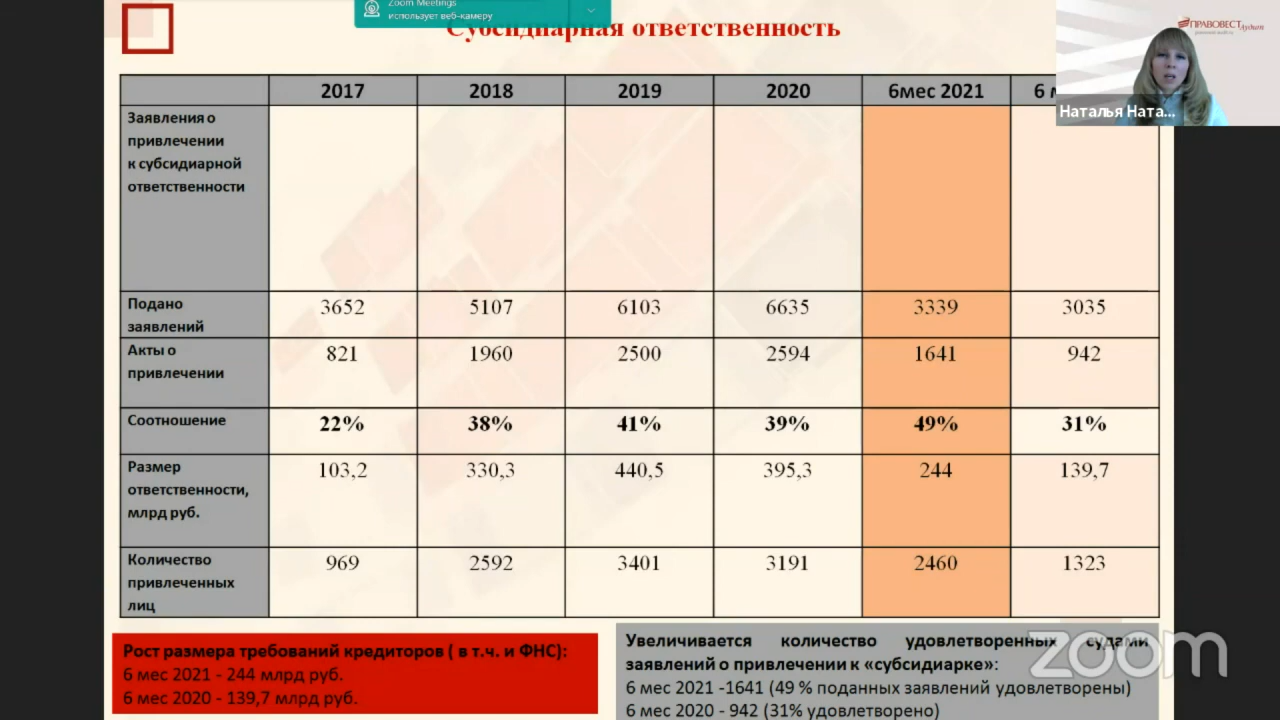 Zoom Meetings
использует веб-камеру
Субсидиарная ответственность
ПРАВОВЕСТ
Наталья Ната...
2017 2018 2019 2020 6мес 2021 6
Заявления о
привлечении
к субсидиарной
ответственности
Подано
заявлений
3652 5107 6103 6635 3339 3035
Акты о
привлечении
821 1960 2500 2594 1641 942
Соотношение 22% 38% 41% 39% 49% 31%
Размер
ответственности,
млрд руб.
103,2 330,3 440,5 395,3 244 139,7
Количество
привлеченных
лиц
969 2592 3401 3191 2460 1323
Рост размера требований кредиторов ( в т.ч. и ФНС):
6 мес 2021 - 244 млрд руб.
6 мес 2020 - 139,7 млрд руб.
Увеличивается количество удовлетворенных судами
заявлений о привлечении к «субсидиарке»:
6 мес 2021 -1641 (49 % поданных заявлений удовлетворены)
6 мес 2020 - 942 (31% удовлетворено)
zoom